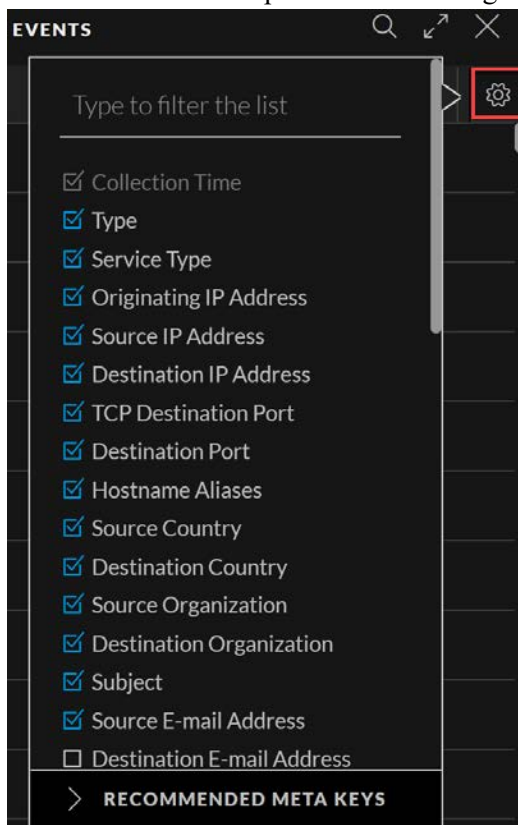 EVENTS
Type to filter the list
Collection Time
Type
Service Type
Originating IP Address
Source IP Address
Destination IP Address
TCP Destination Port
Destination Port
Hostname Aliases
Source Country
Destination Country
Source Organization
Destination Organization
Subject
Source E-mail Address
Destination E-mail Address
RECOMMENDED META KEYS